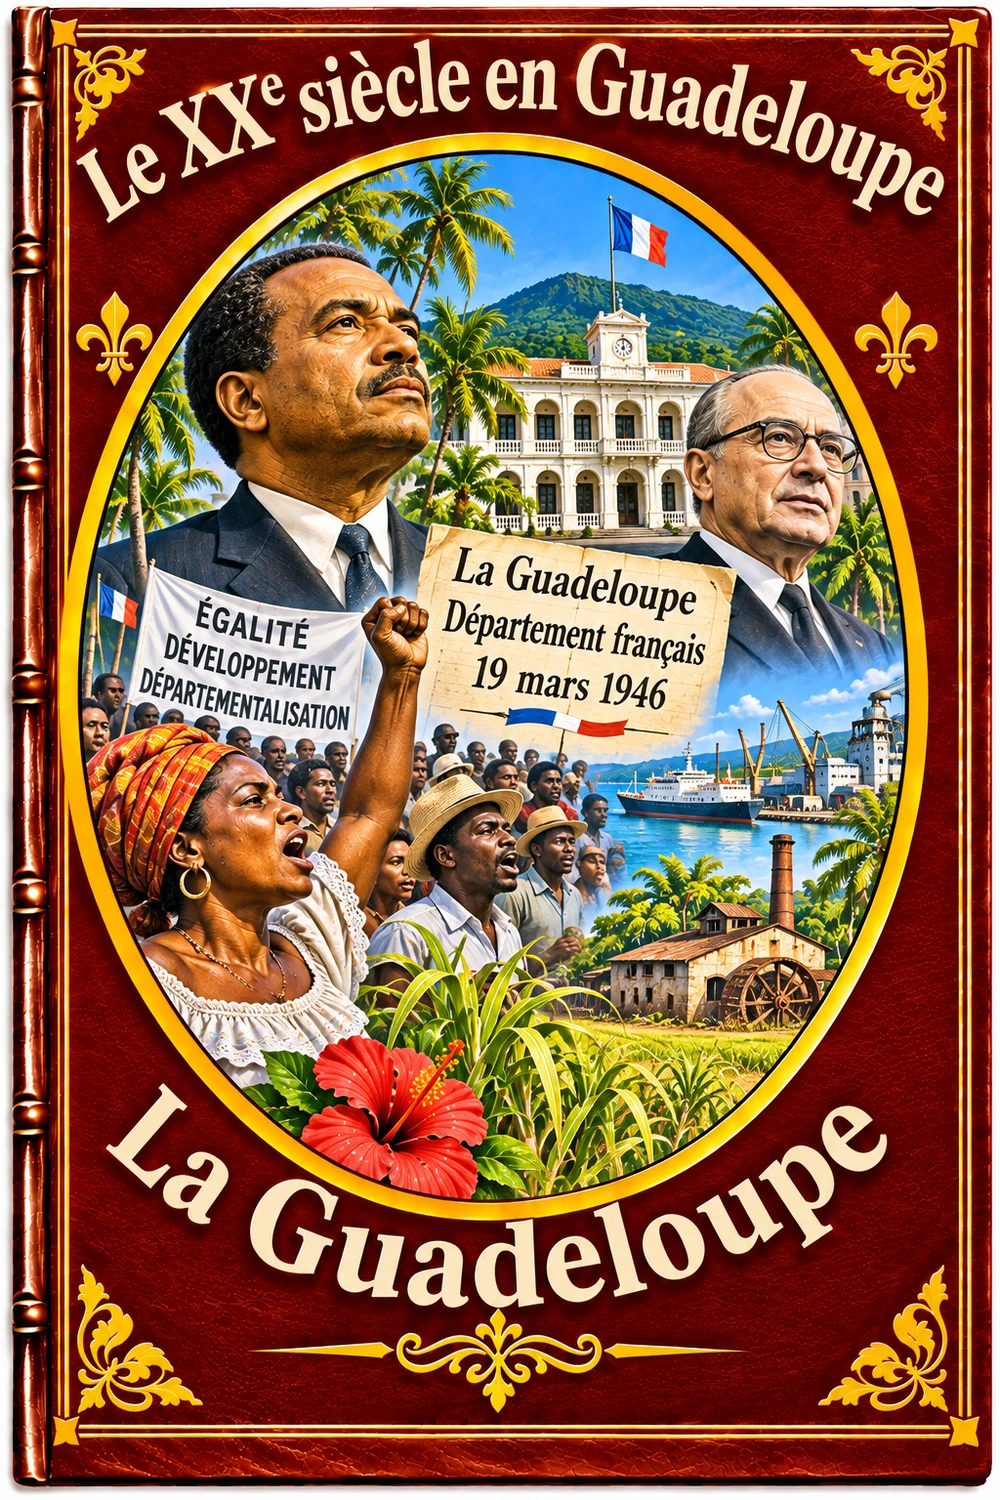 Le XXe siècle en Guadeloupe
ÉGALITÉ
DÉVELOPPEMENT
DÉPARTEMENTALISATION
La Guadeloupe
Département français
19 mars 1946
La Guadeloupe